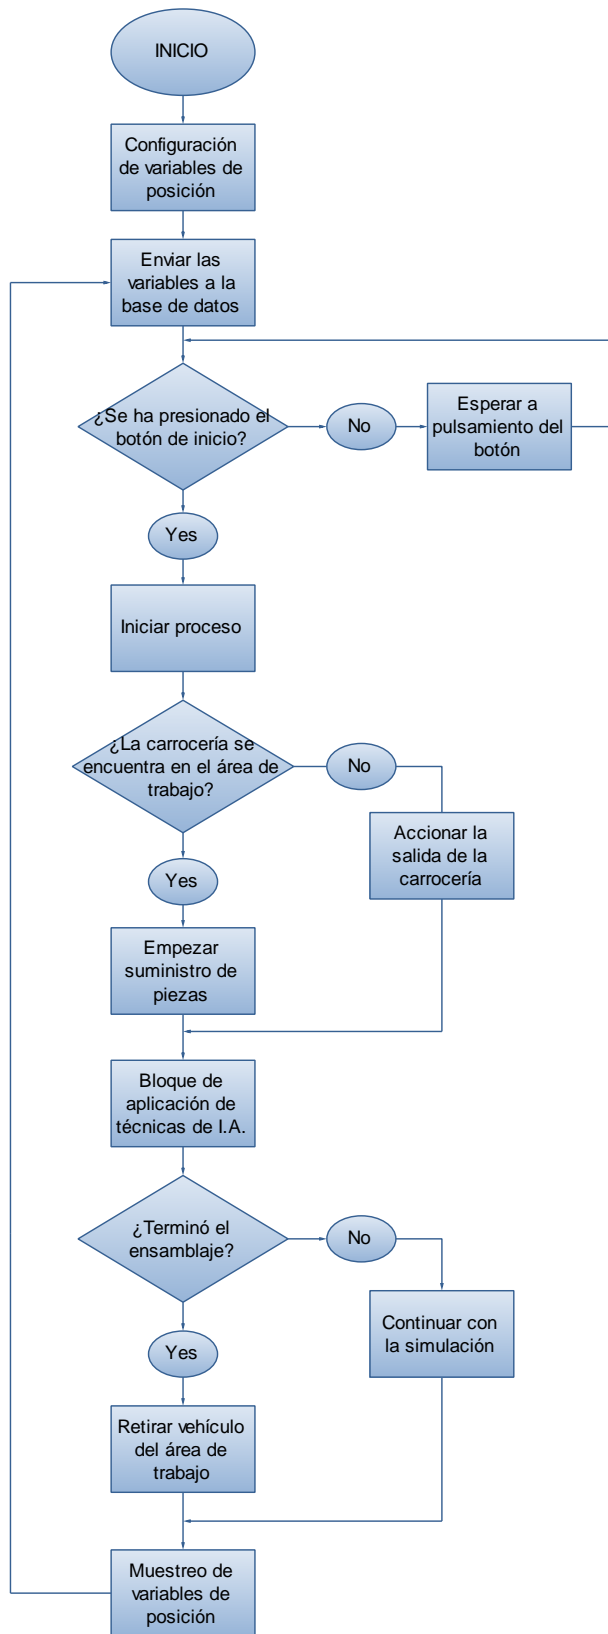 INICIO
Configuración
de variables de
posición
Enviar las
variables a la
base de datos
¿Se ha presionado el
botón de inicio?
No
Esperar a
pulsamiento del
botón
Yes
Iniciar proceso
¿La carrocería se
encuentra en el área de
trabajo?
No
Accionar la
salida de la
carrocería
Yes
Empezar
suministro de
piezas
Bloque de
aplicación de
técnicas de I.A.
¿Terminó el
ensamblaje?
No
Continuar con
la simulación
Yes
Retirar vehículo
del área de
trabajo
Muestreo de
variables de
posición